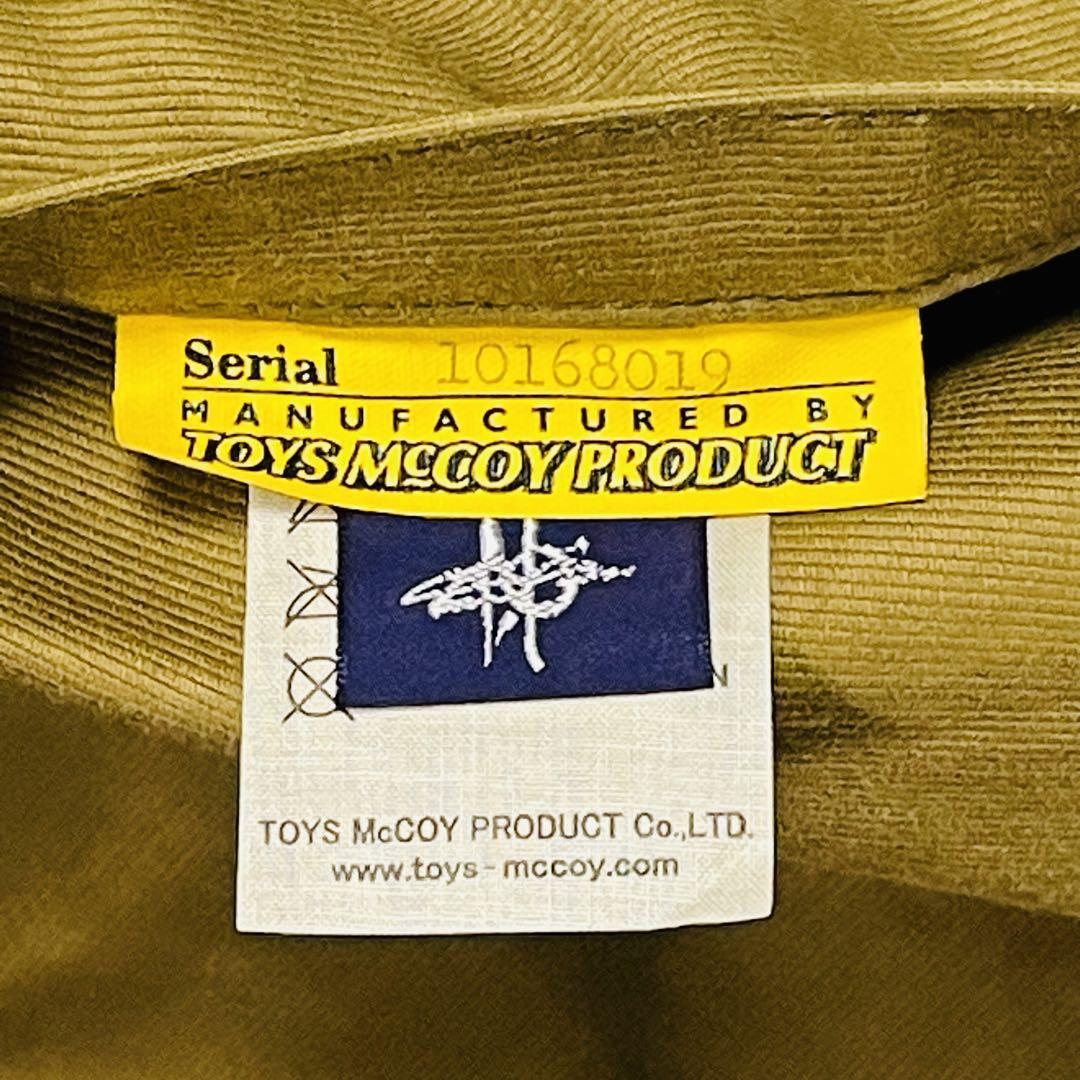 Serial 10168019
MANUFACTURED BY
TOYS McCOY PRODUCT
N
TOYS McCOY PRODUCT Co.,LTD.
www.toys-mccoy.com